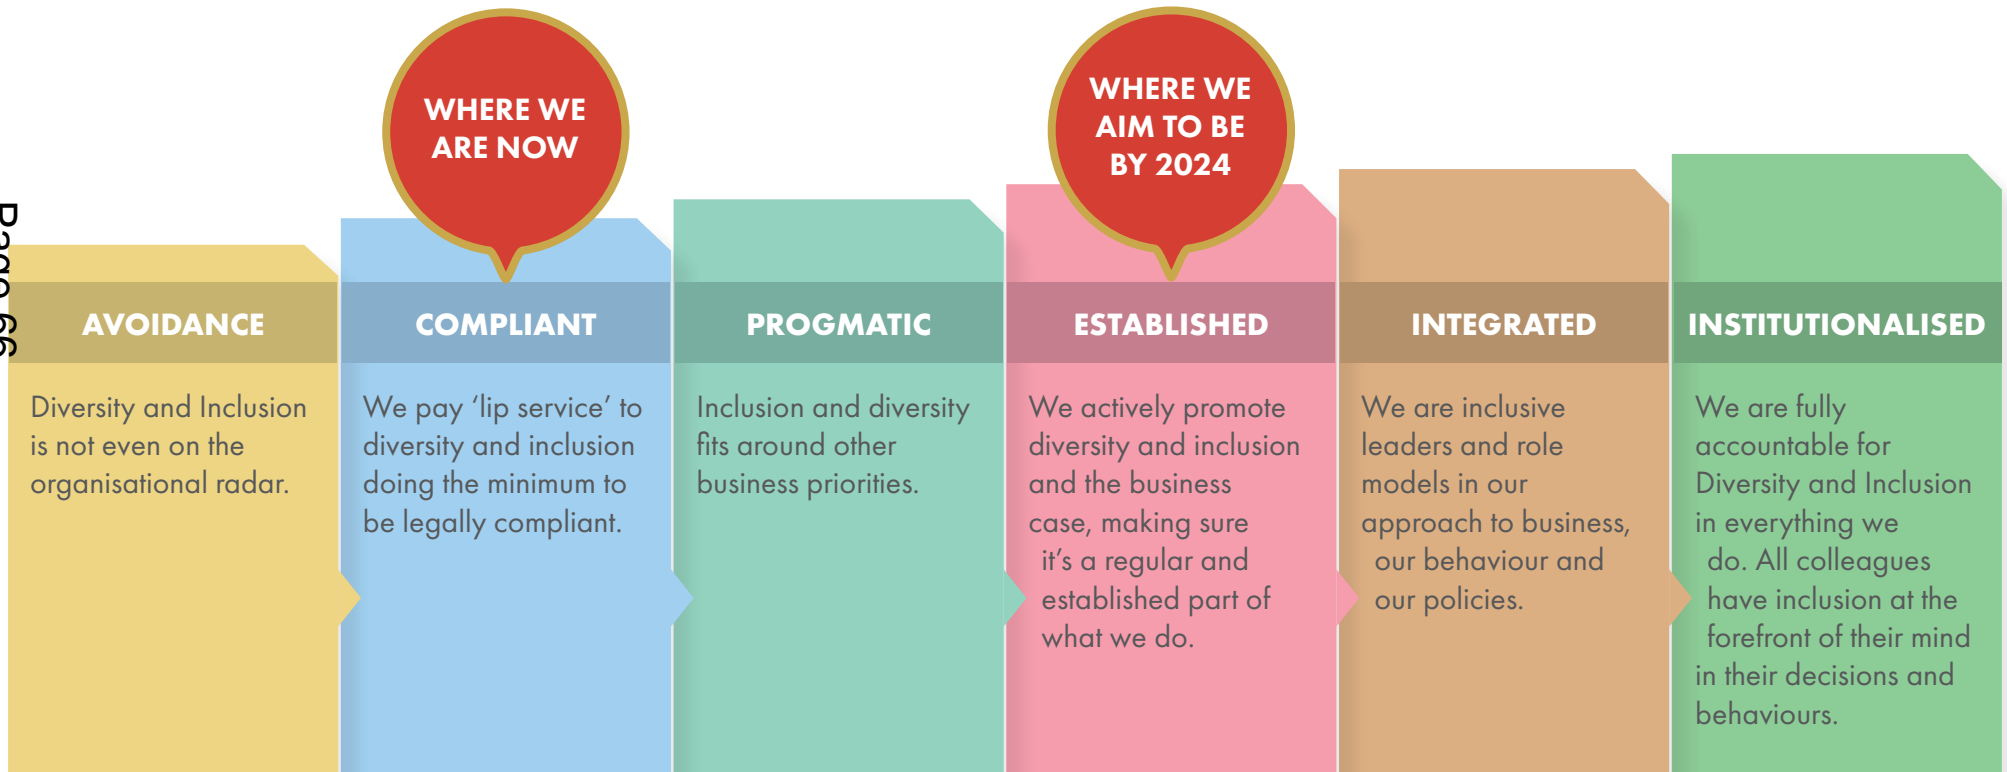 WHERE WE
ARE NOW
WHERE WE
AIM TO BE
BY 2024
Page 66
AVOIDANCE
Diversity and Inclusion
is not even on the
organisational radar.
COMPLIANT
We pay ‘lip service’ to
diversity and inclusion
doing the minimum to
be legally compliant.
PROGMATIC
Inclusion and diversity
fits around other
business priorities.
ESTABLISHED
We actively promote
diversity and inclusion
and the business
case, making sure
it’s a regular and
established part of
what we do.
INTEGRATED
We are inclusive
leaders and role
models in our
approach to business,
our behaviour and
our policies.
INSTITUTIONALISED
We are fully
accountable for
Diversity and Inclusion
in everything we
do. All colleagues
have inclusion at the
forefront of their mind
in their decisions and
behaviours.